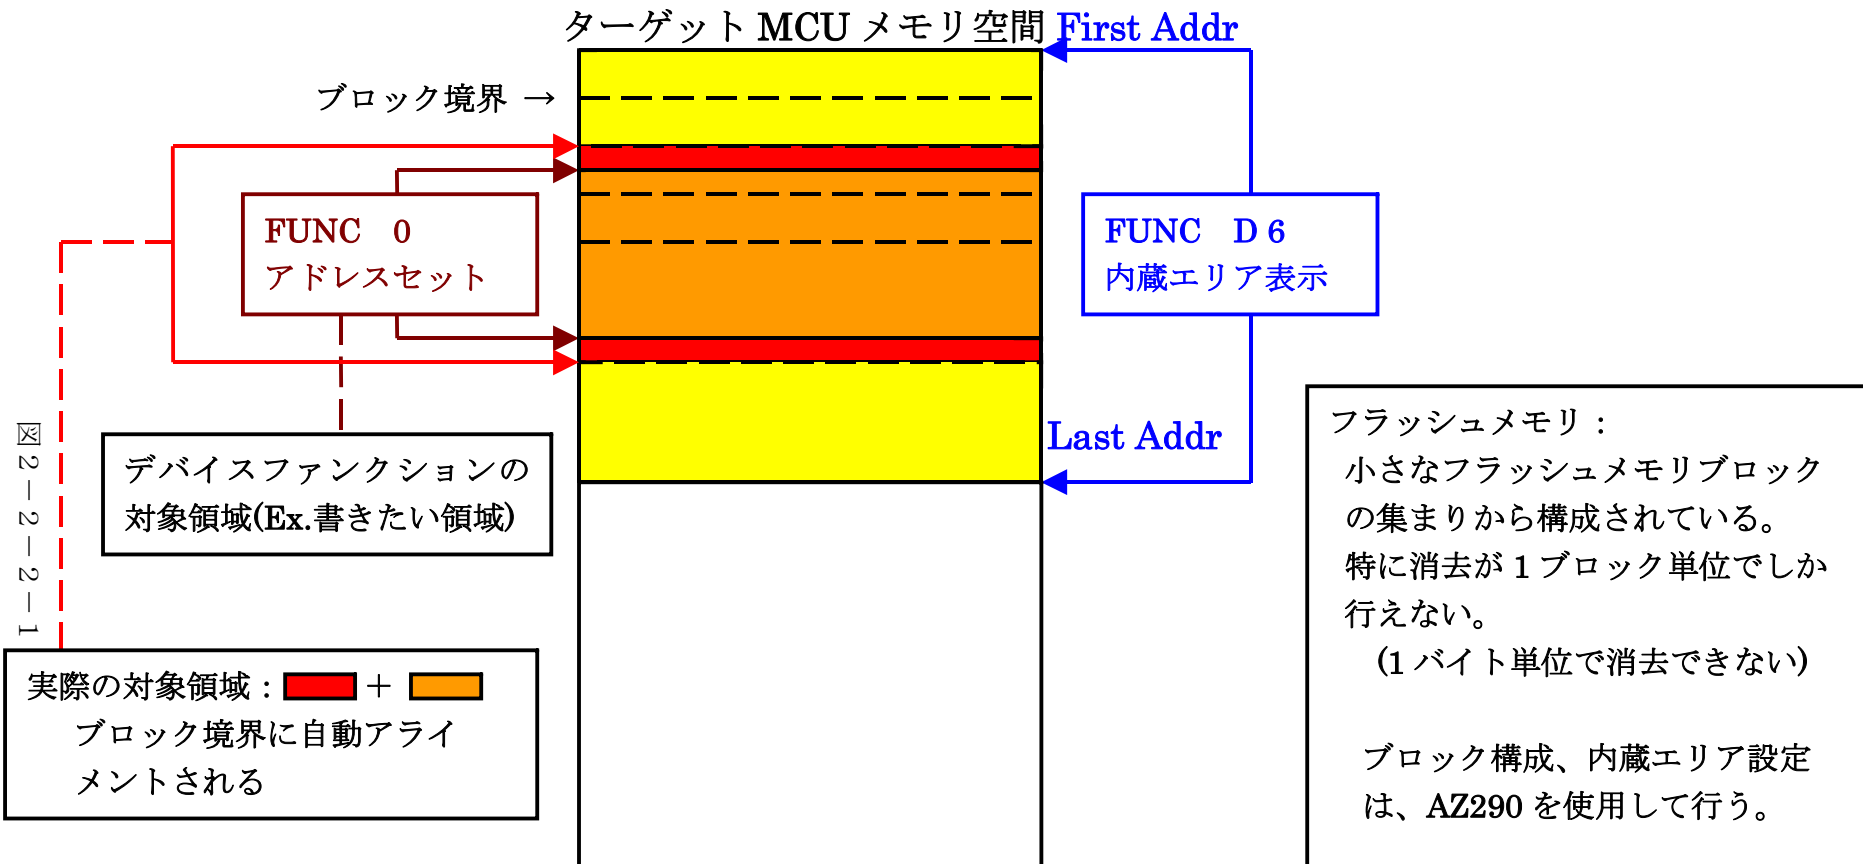 ターゲット MCU メモリ空間
First Addr
ブロック境界 →
FUNC 0
アドレスセット
FUNC D 6
内蔵エリア表示
Last Addr
デバイスファンクションの
対象領域(Ex.書きたい領域)
図2－2－2－1
実際の対象領域： ＋
ブロック境界に自動アライ
メントされる
フラッシュメモリ：
小さなフラッシュメモリブロック
の集まりから構成されている。
特に消去が 1 ブロック単位でしか
行えない。
(1 バイト単位で消去できない)
ブロック構成、内蔵エリア設定
は、AZ290 を使用して行う。